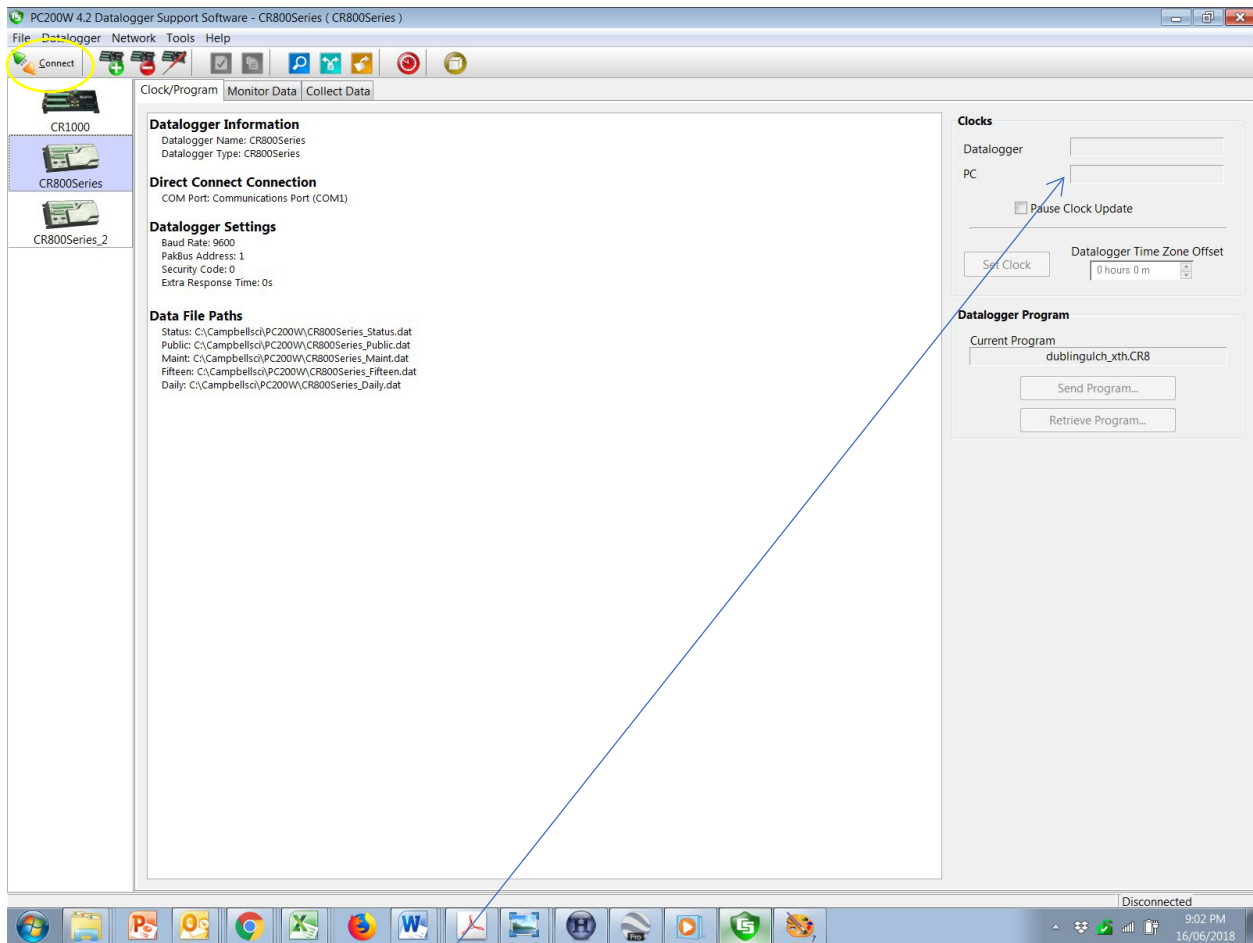 PC200W 4.2 Datalogger Support Software - CR800Series ( CR800Series )
File Datalogger Network Tools Help
Connect
Clock/Program Monitor Data Collect Data
CR1000
CR800Series
CR800Series_2
Datalogger Information
Datalogger Name: CR800Series
Datalogger Type: CR800Series
Direct Connect Connection
COM Port: Communications Port (COM1)
Datalogger Settings
Baud Rate: 9600
PakBus Address: 1
Security Code: 0
Extra Response Time: 0s
Data File Paths
Status: C:\Campbellsci\PC200W\CR800Series_Status.dat
Public: C:\Campbellsci\PC200W\CR800Series_Public.dat
Maint: C:\Campbellsci\PC200W\CR800Series_Maint.dat
Fifteen: C:\Campbellsci\PC200W\CR800Series_Fifteen.dat
Daily: C:\Campbellsci\PC200W\CR800Series_Daily.dat
Clocks
Datalogger
PC
Pause Clock Update
Set Clock
Datalogger Time Zone Offset
0 hours 0 m
Datalogger Program
Current Program
dublingulch_xth.CR8
Send Program...
Retrieve Program...
Disconnected
Pro
9:02 PM
16/06/2018